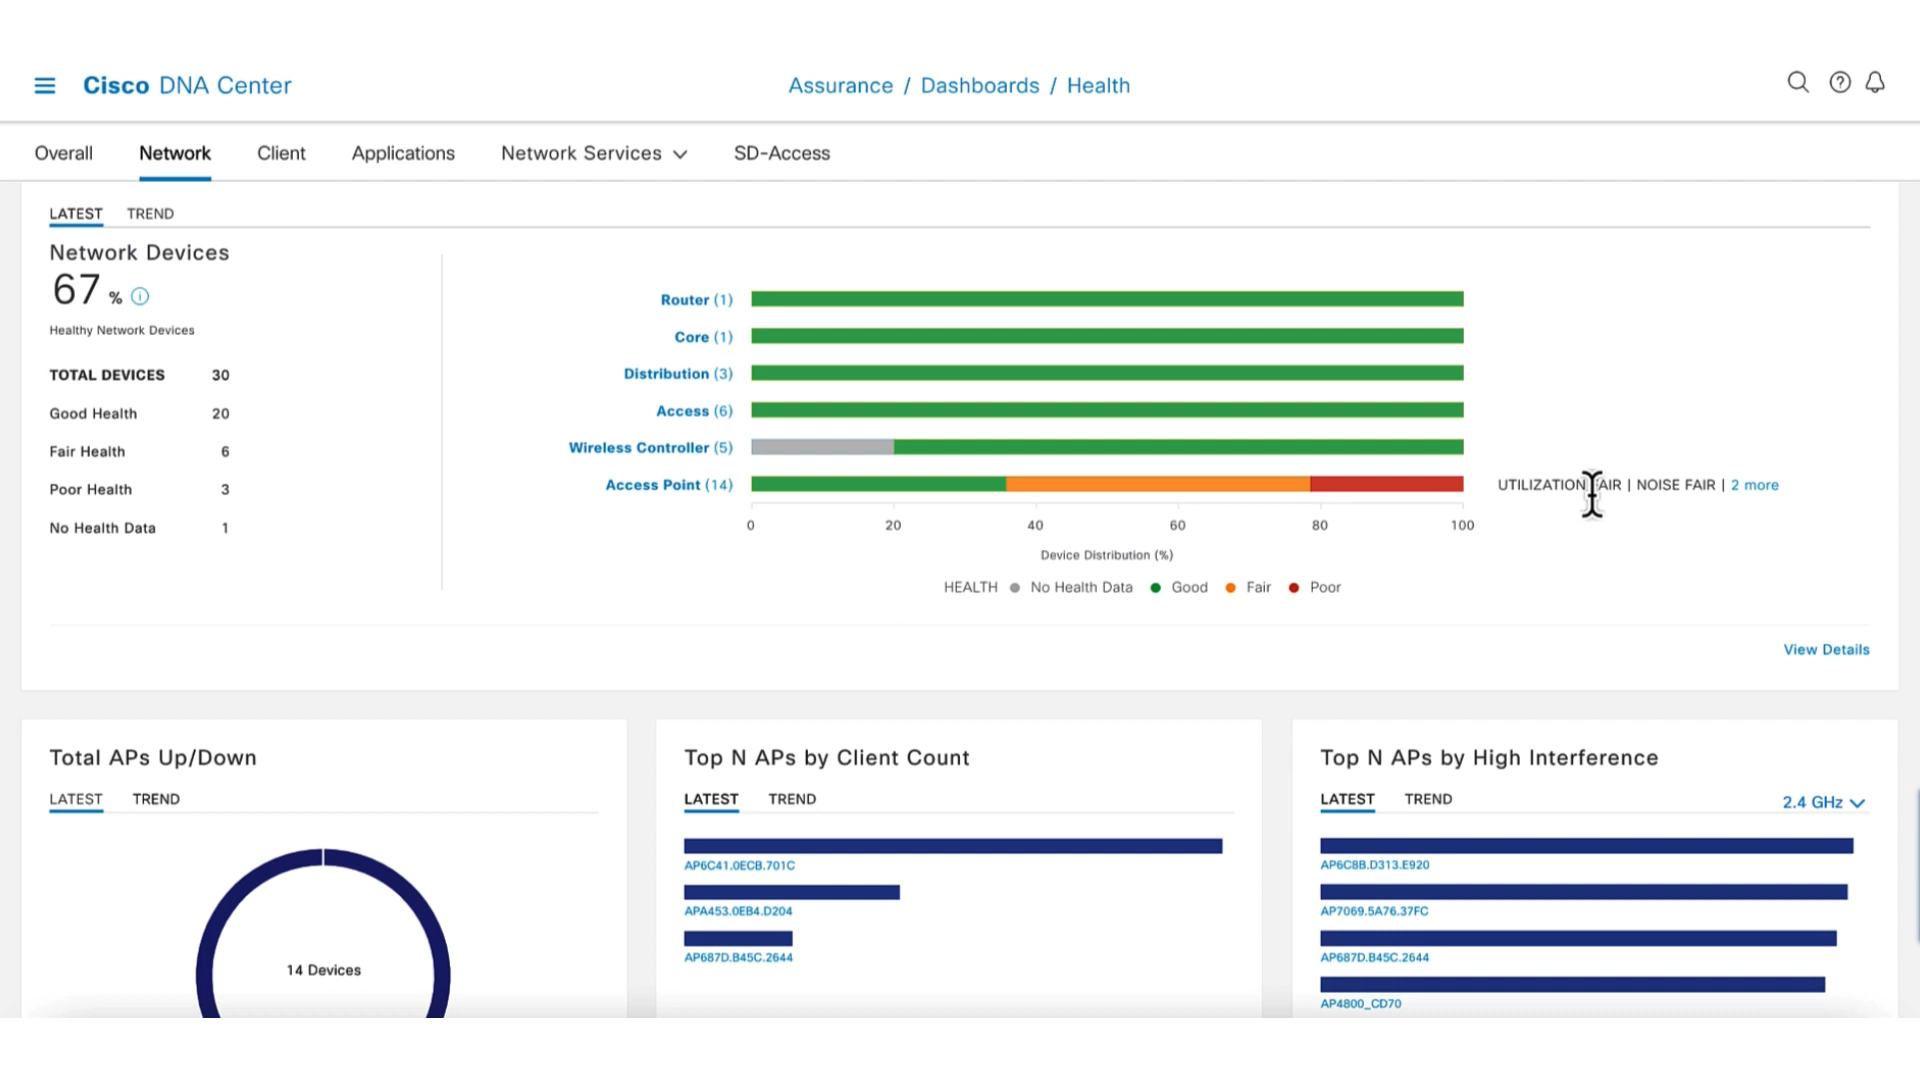 Cisco DNA Center
Assurance / Dashboards / Health
Overall Network Client Applications Network Services SD-Access
LATEST TREND
Network Devices
67 %
Healthy Network Devices
TOTAL DEVICES 30
Good Health 20
Fair Health 6
Poor Health 3
No Health Data 1
Router (1)
Core (1)
Distribution (3)
Access (6)
Wireless Controller (5)
Access Point (14)
UTILIZATION FAIR | NOISE FAIR | 2 more
0 20 40 60 80 100
Device Distribution (%)
HEALTH No Health Data Good Fair Poor
View Details
Total APs Up/Down
LATEST TREND
14 Devices
Top N APs by Client Count
LATEST TREND
AP6C41.0ECB.701C
APA453.0EB4.D204
AP687D.B45C.2644
Top N APs by High Interference
LATEST TREND
2.4 GHz
AP6C8B.D313.E920
AP7069.5A76.37FC
AP687D.B45C.2644
AP4800_CD70